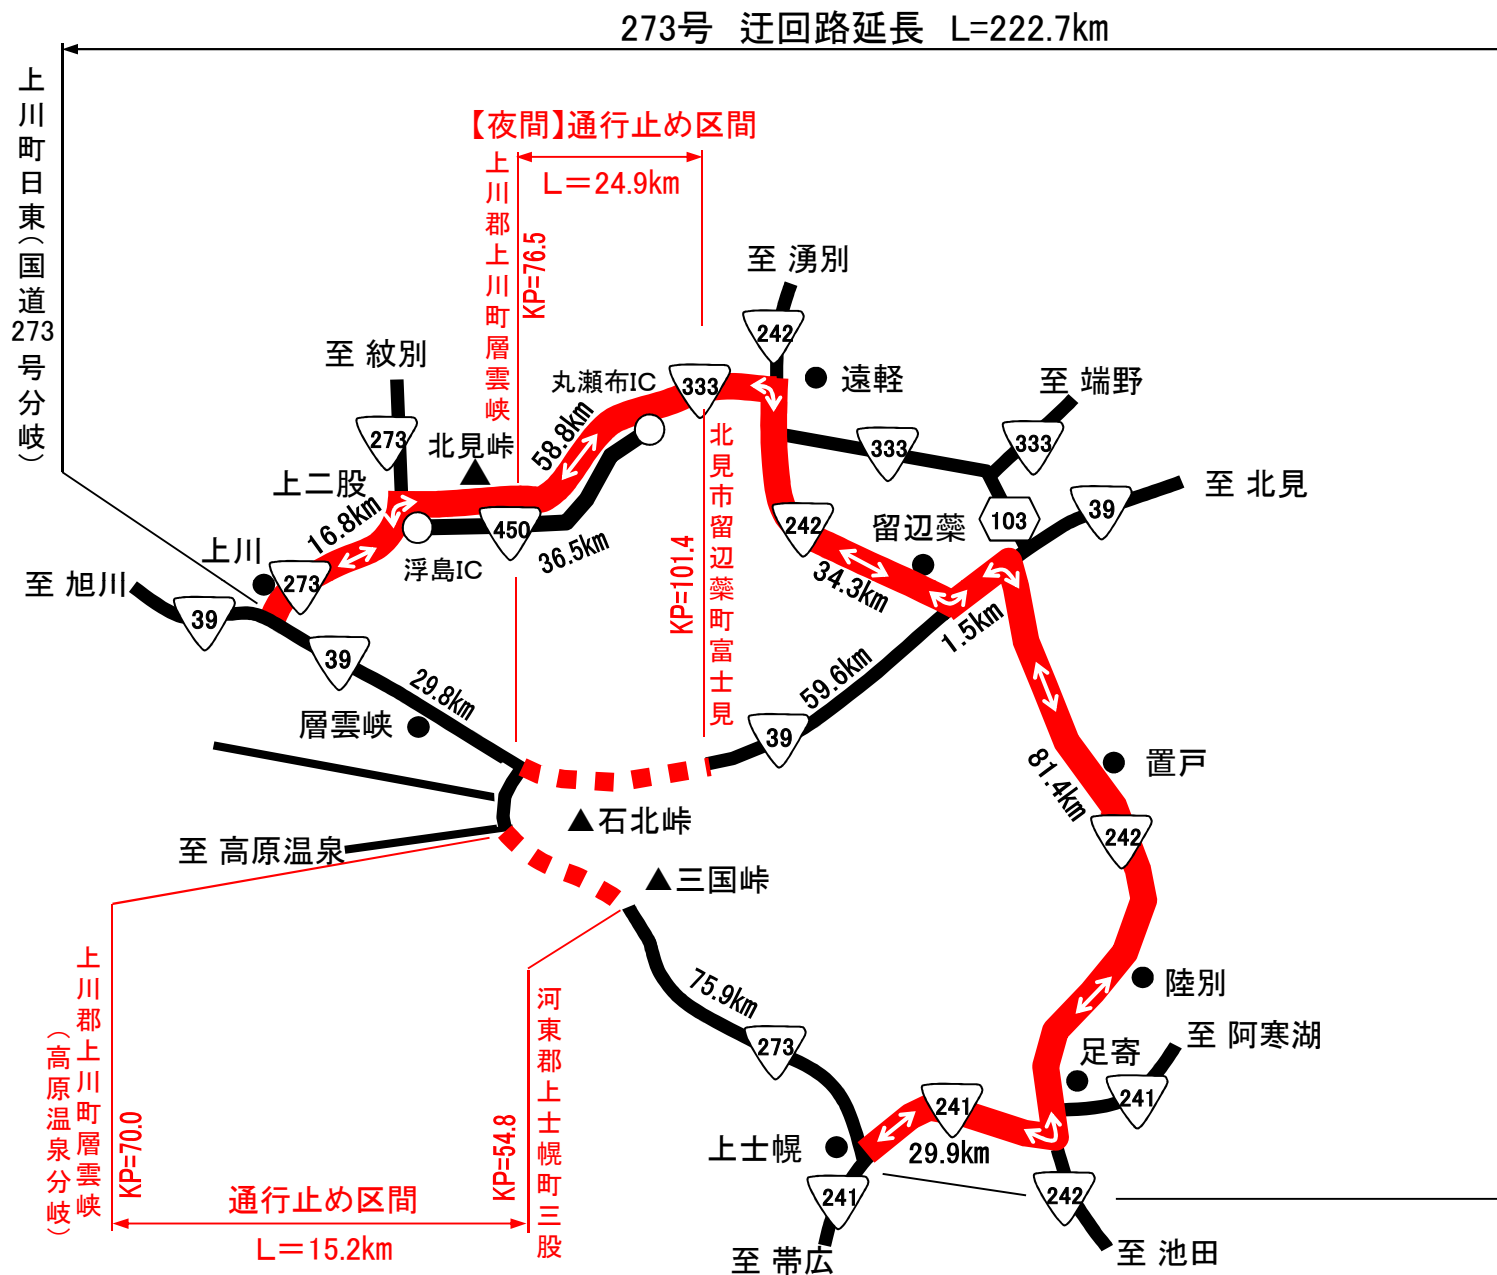 273号 迂回路延長 L=222.7km
上川町日東(国道273号分岐)
【夜間】通行止め区間
L=24.9km
上川郡上川町層雲峡
KP=76.5
至 湧別
242
至 紋別
丸瀬布IC
333
遠軽
至 端野
273
北見峠
58.8km
333
333
北見市留辺蘂町富士見
KP=101.4
上二股
16.8km
450
36.5km
浮島IC
242
留辺蘂
103
39
至 北見
上川
273
至 旭川
39
39
29.8km
34.3km
1.5km
59.6km
層雲峡
39
置戸
81.4km
242
石北峠
至 高原温泉
三国峠
上川郡上川町層雲峡
(高原温泉分岐)
KP=70.0
KP=54.8
河東郡上士幌町三股
75.9km
273
陸別
至 阿寒湖
足寄
241
241
上士幌
29.9km
通行止め区間
L=15.2km
241
242
至 帯広
至 池田